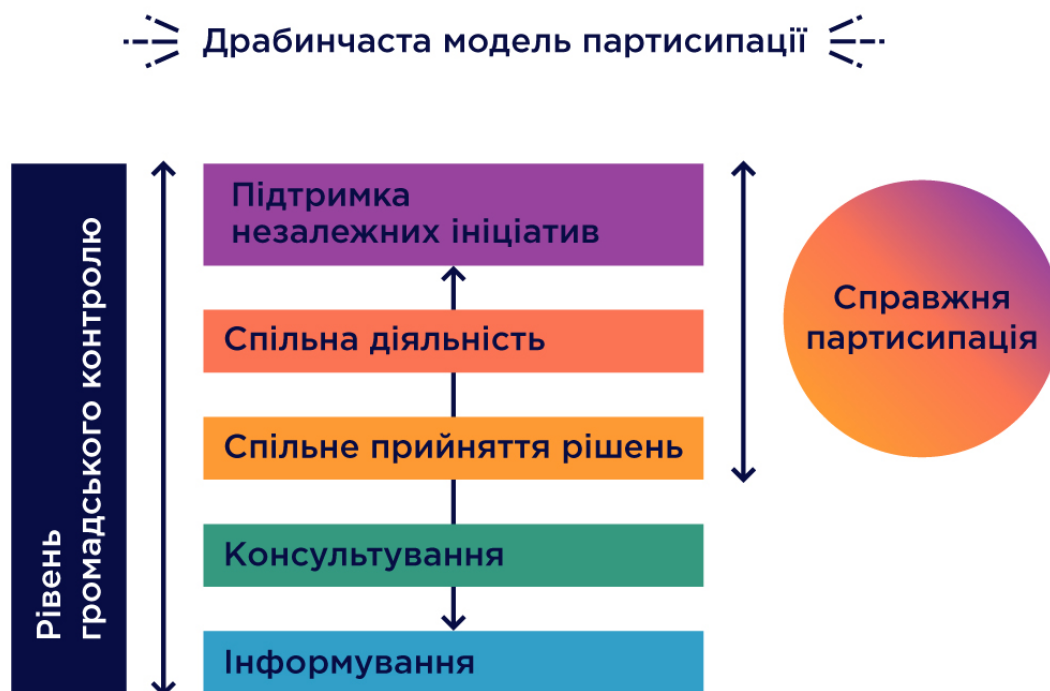 Драбинчаста модель партисипації
Рівень
громадського контролю
Підтримка
незалежних ініціатив
Спільна діяльність
Спільне прийняття рішень
Консультування
Інформування
Справжня
партисипація